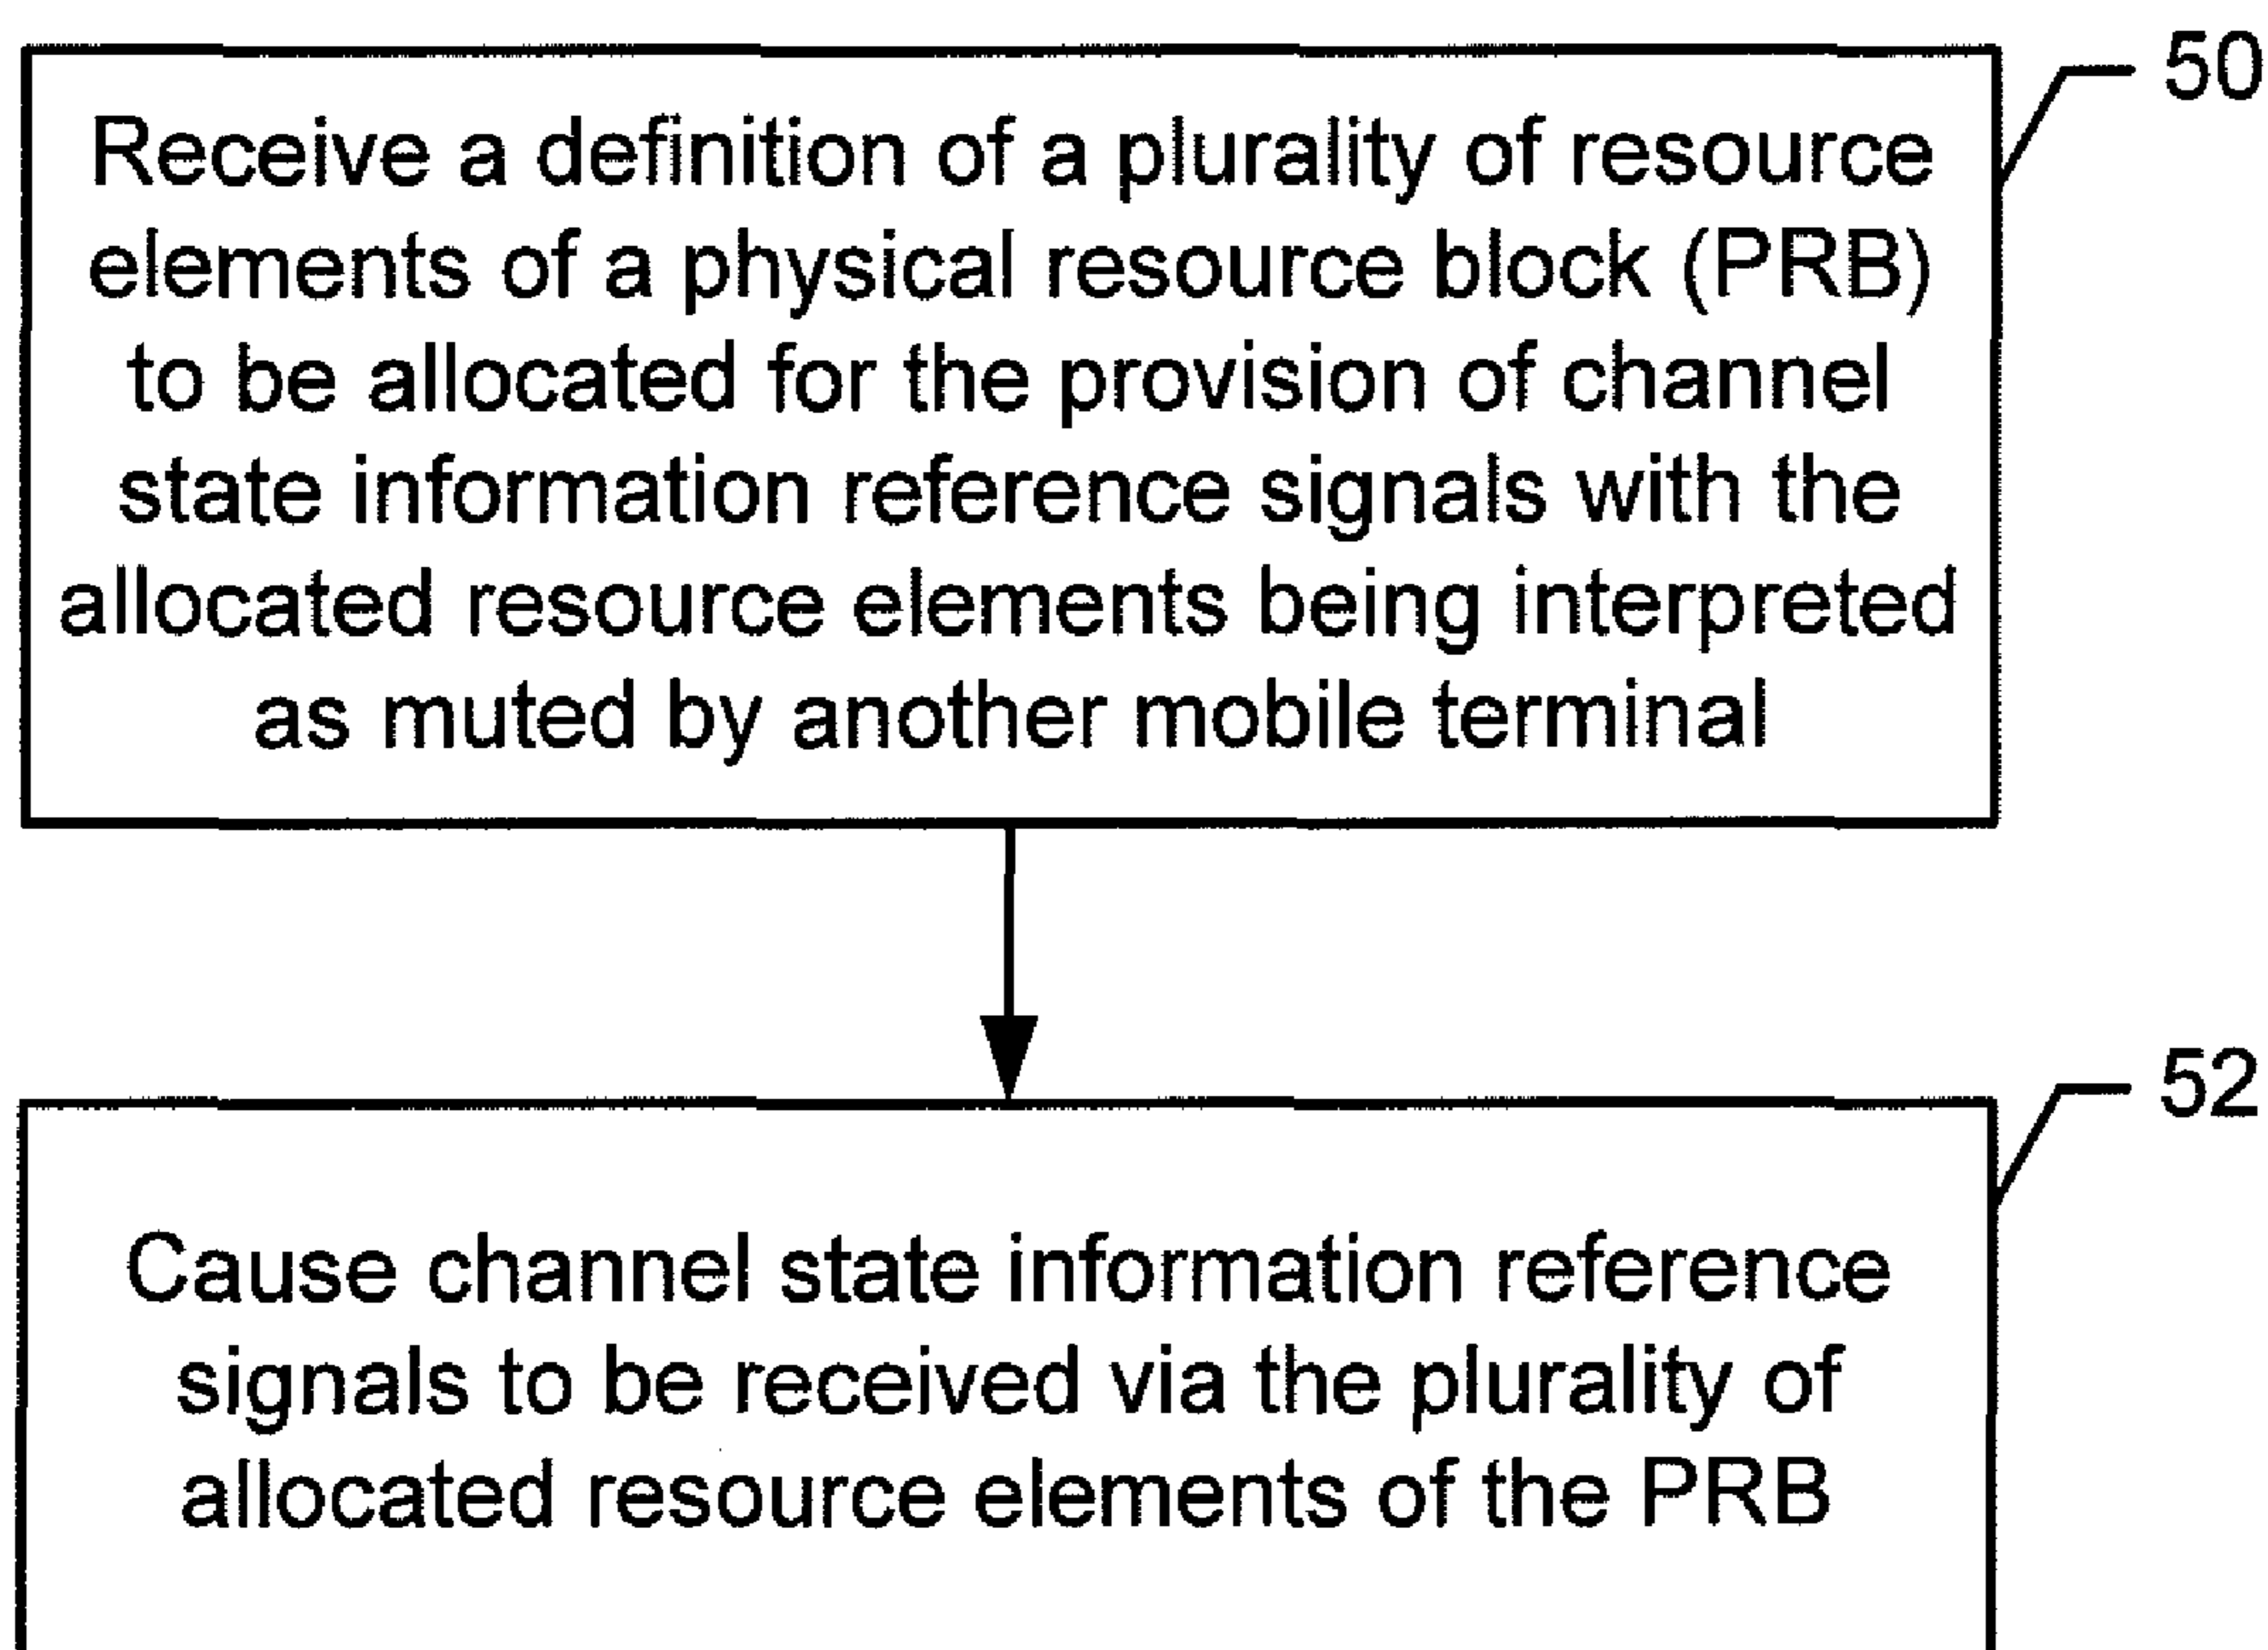 50
Receive a definition of a plurality of resource
elements of a physical resource block (PRB)
to be allocated for the provision of channel
state information reference signals with the
allocated resource elements being interpreted
as muted by another mobile terminal
52
Cause channel state information reference
signals to be received via the plurality of
allocated resource elements of the PRB